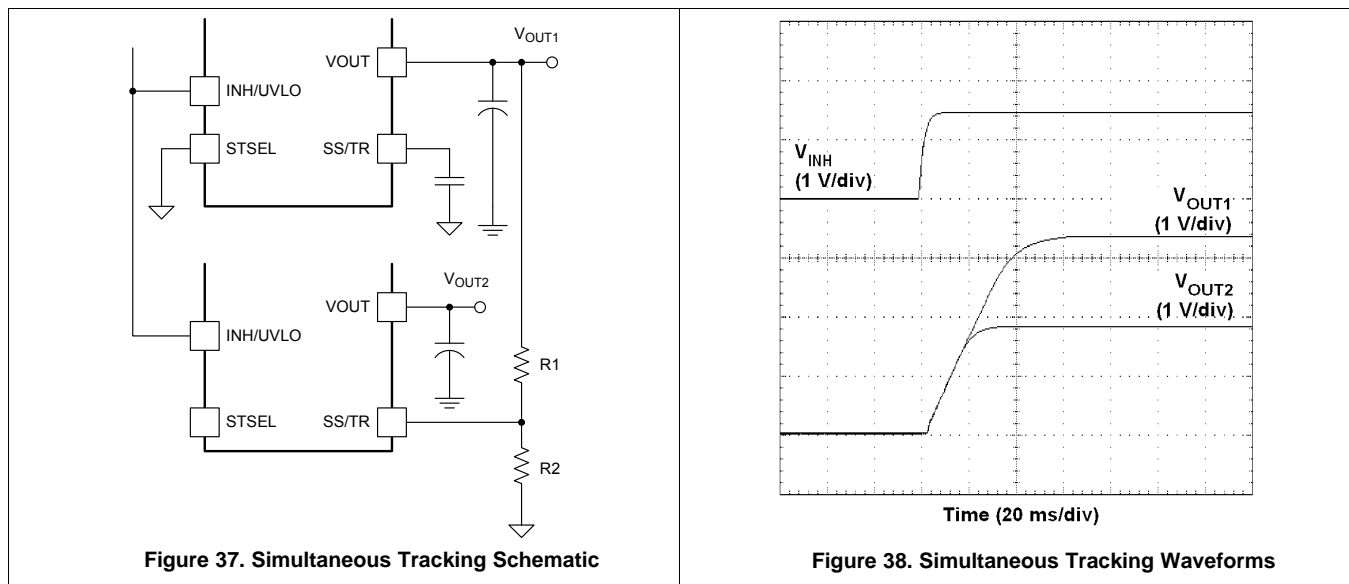 VOUT1
VOUT
INH/UVLO
STSEL
SS/TR
VOUT2
VOUT
INH/UVLO
R1
STSEL
SS/TR
R2
Figure 37. Simultaneous Tracking Schematic
VINH
(1 V/div)
VOUT1
(1 V/div)
VOUT2
(1 V/div)
Time (20 ms/div)
Figure 38. Simultaneous Tracking Waveforms